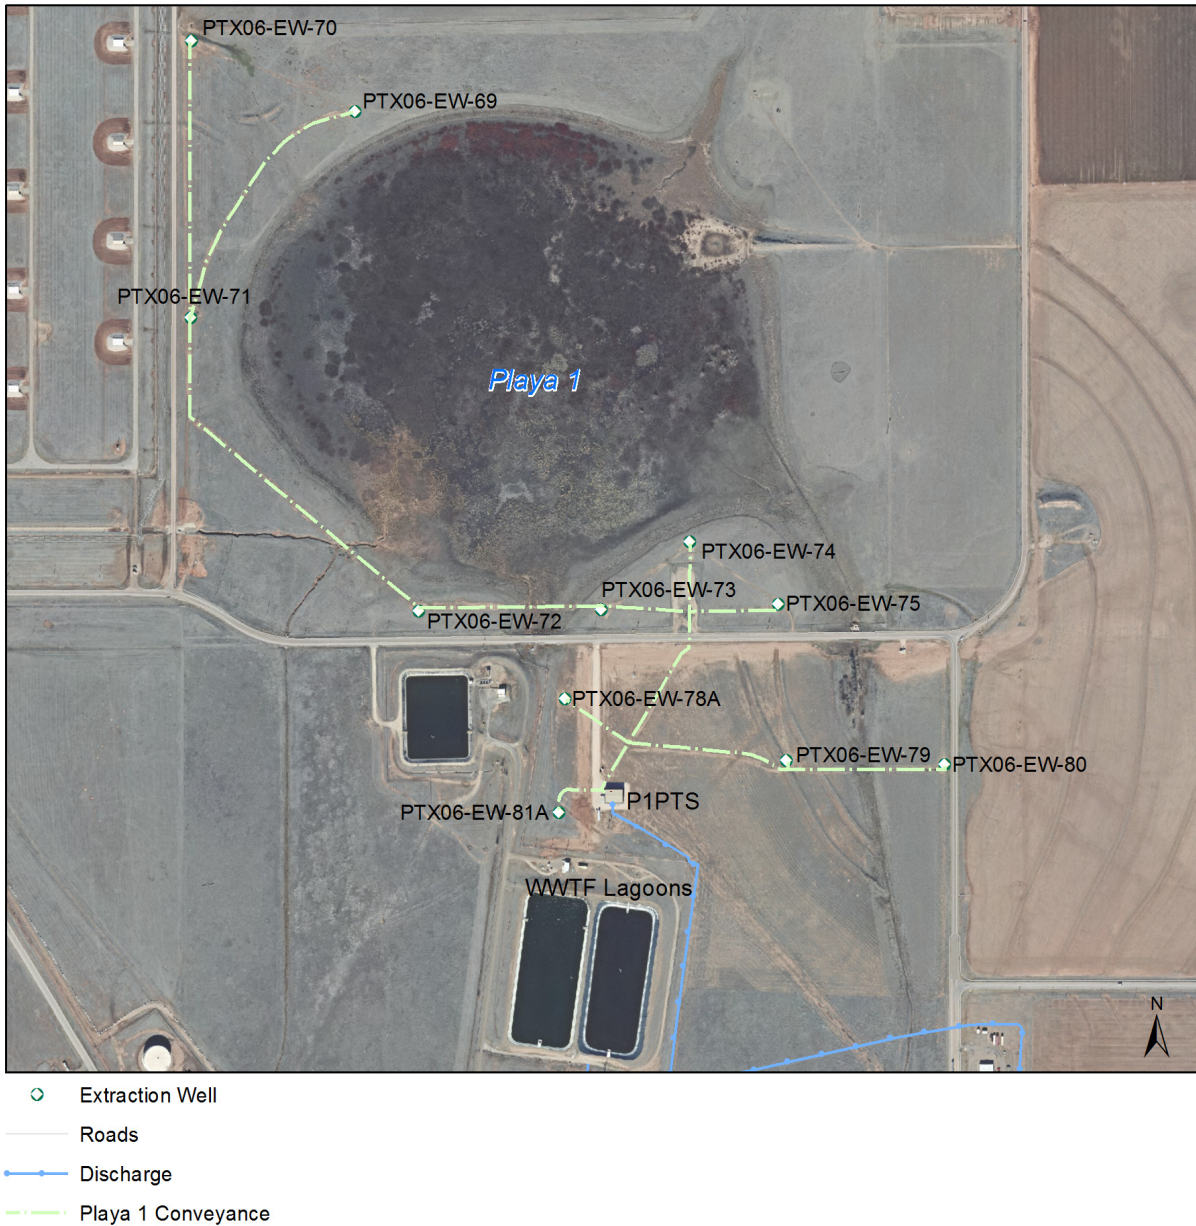 PTX06-EW-70
PTX06-EW-69
PTX06-EW-71
Playa 1
PTX06-EW-74
PTX06-EW-73
PTX06-EW-75
PTX06-EW-72
PTX06-EW-78A
PTX06-EW-79
PTX06-EW-80
P1PTS
PTX06-EW-81A
WWTF Lagoons
N
Extraction Well
Roads
Discharge
Playa 1 Conveyance